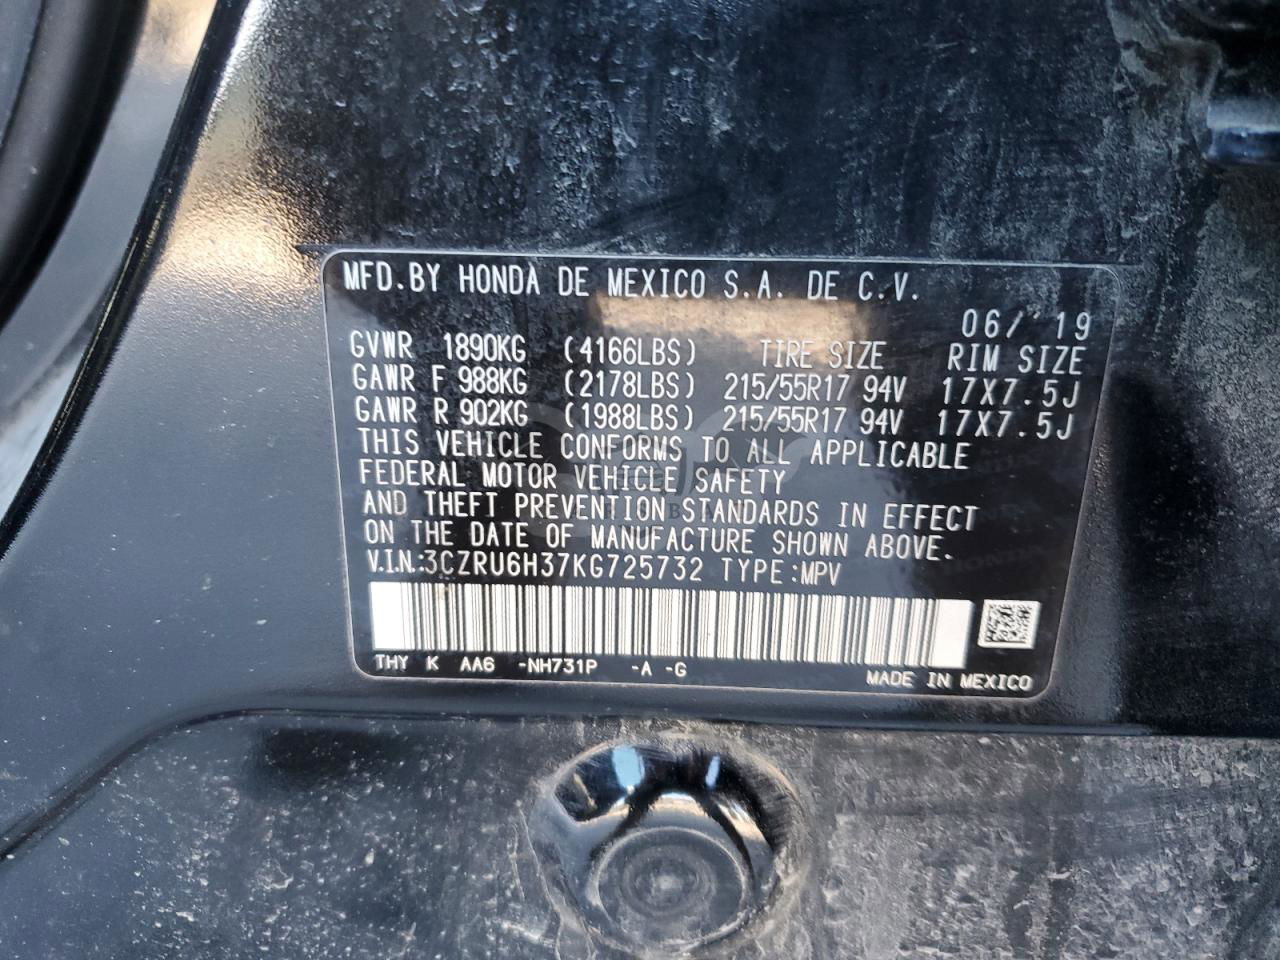 MFD.BY HONDA DE MEXICO S.A. DE C.V.
06/ 19
GVWR 1890KG (4166LBS) TIRE SIZE RIM SIZE
GAWR F 988KG (2178LBS) 215/55R17 94V 17X7.5J
GAWR R 902KG (1988LBS) 215/55R17 94V 17X7.5J
THIS VEHICLE CONFORMS TO ALL APPLICABLE
FEDERAL MOTOR VEHICLE SAFETY
AND THEFT PREVENTION STANDARDS IN EFFECT
ON THE DATE OF MANUFACTURE SHOWN ABOVE.
V.IN.:3CZRU6H37KG725732 TYPE:MPV
THY K AA6 -NH731P -A -G
MADE IN MEXICO